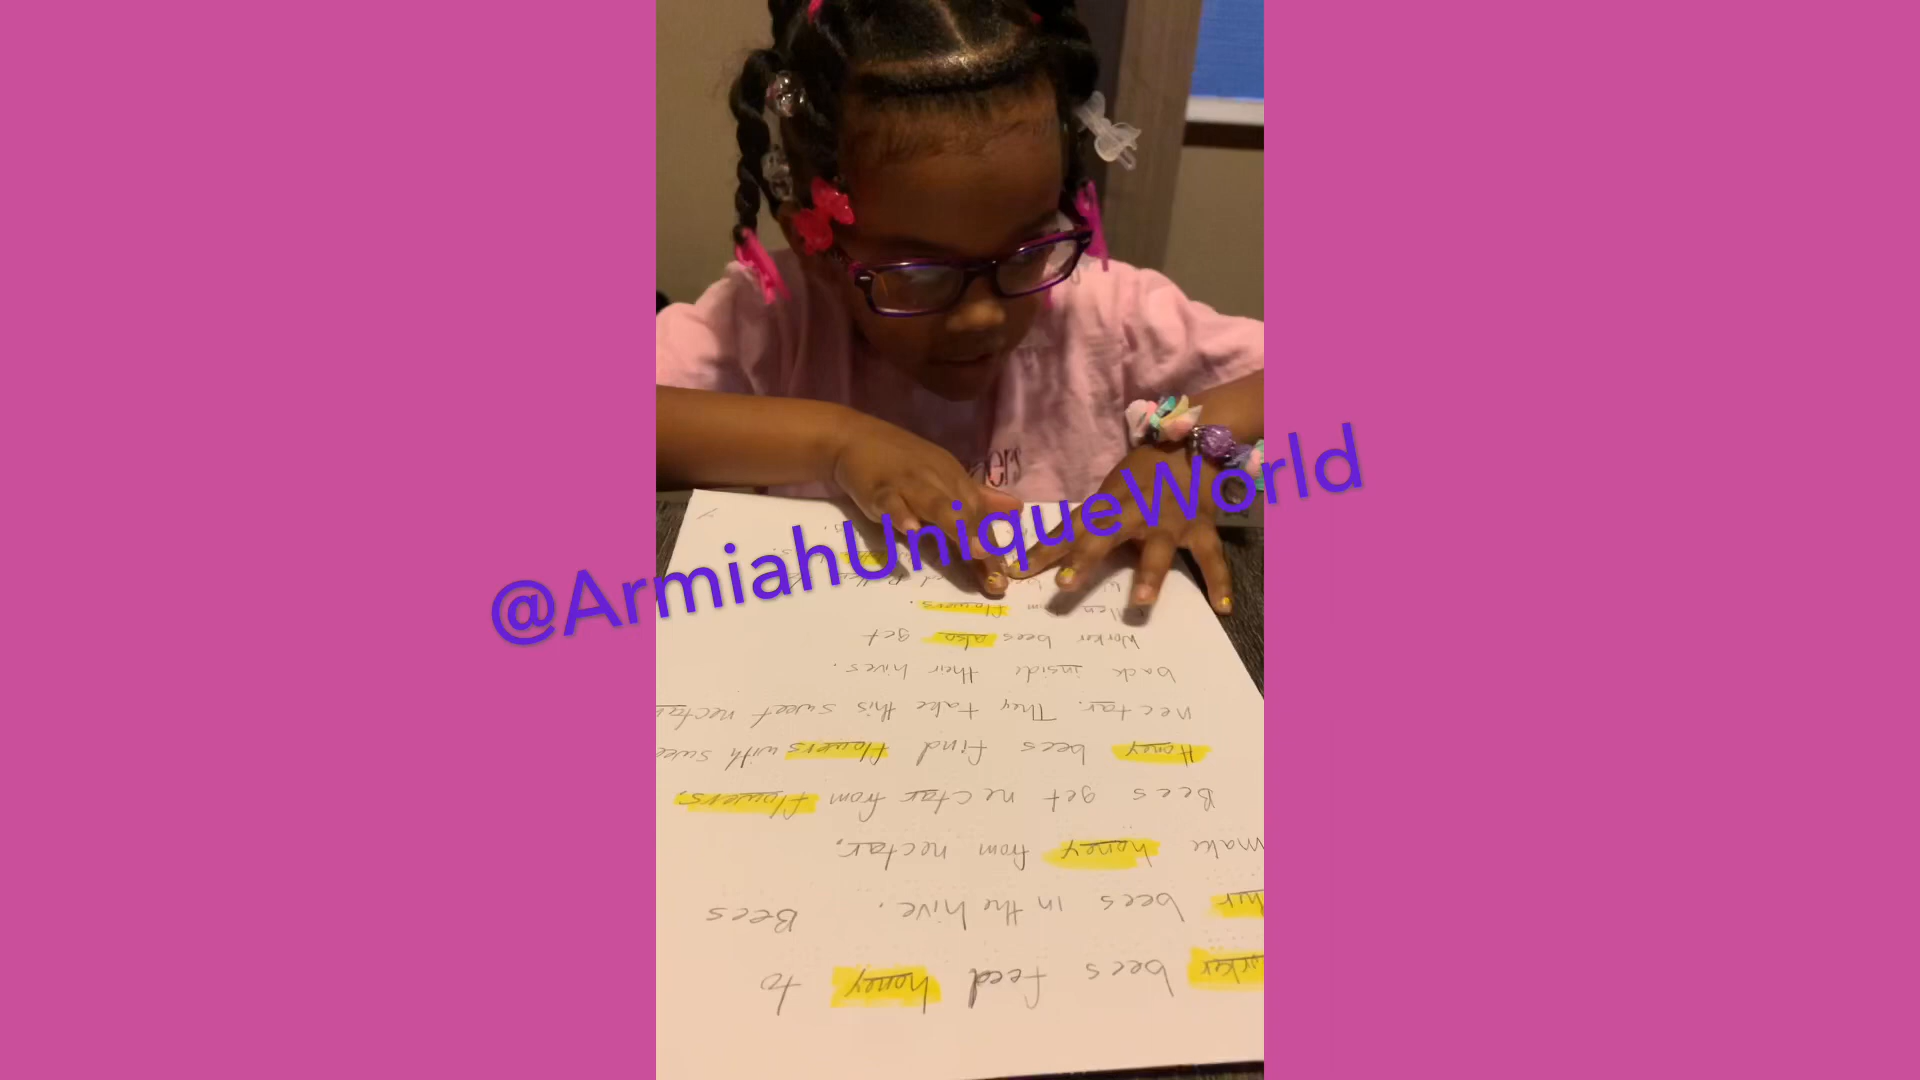 @ArmiahUniqueWorld
bees feed honey to
bees in the hive. Bees
make honey from nectar.
Bees get nectar from flowers.
Honey bees find flowers with
nectar. They take this sweet nectar
back inside their hives.
Worker bees also get
from flowers.